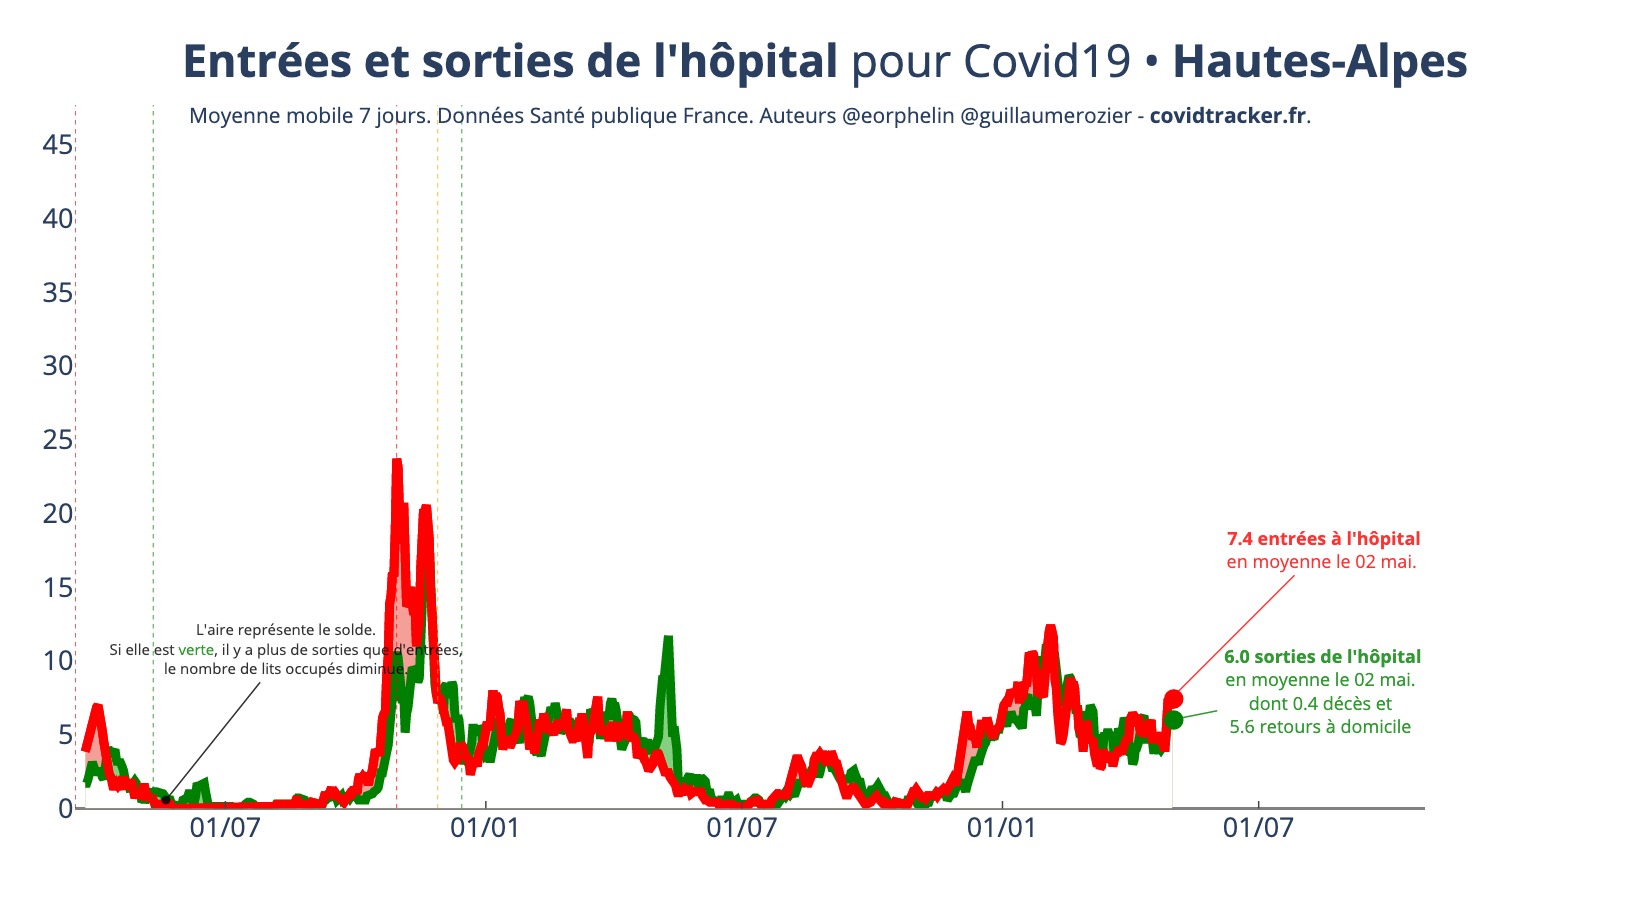 Entrées et sorties de l'hôpital pour Covid19 • Hautes-Alpes
Moyenne mobile 7 jours. Données Santé publique France. Auteurs @eorphelin @guillaumerozier - covidtracker.fr.
45
40
35
30
25
20
15
10
5
0
L'aire représente le solde.
Si elle est verte, il y a plus de sorties que d'entrées,
le nombre de lits occupés diminue.
7.4 entrées à l'hôpital
en moyenne le 02 mai.
6.0 sorties de l'hôpital
en moyenne le 02 mai.
dont 0.4 décès et
5.6 retours à domicile
01/07
01/01
01/07
01/01
01/07